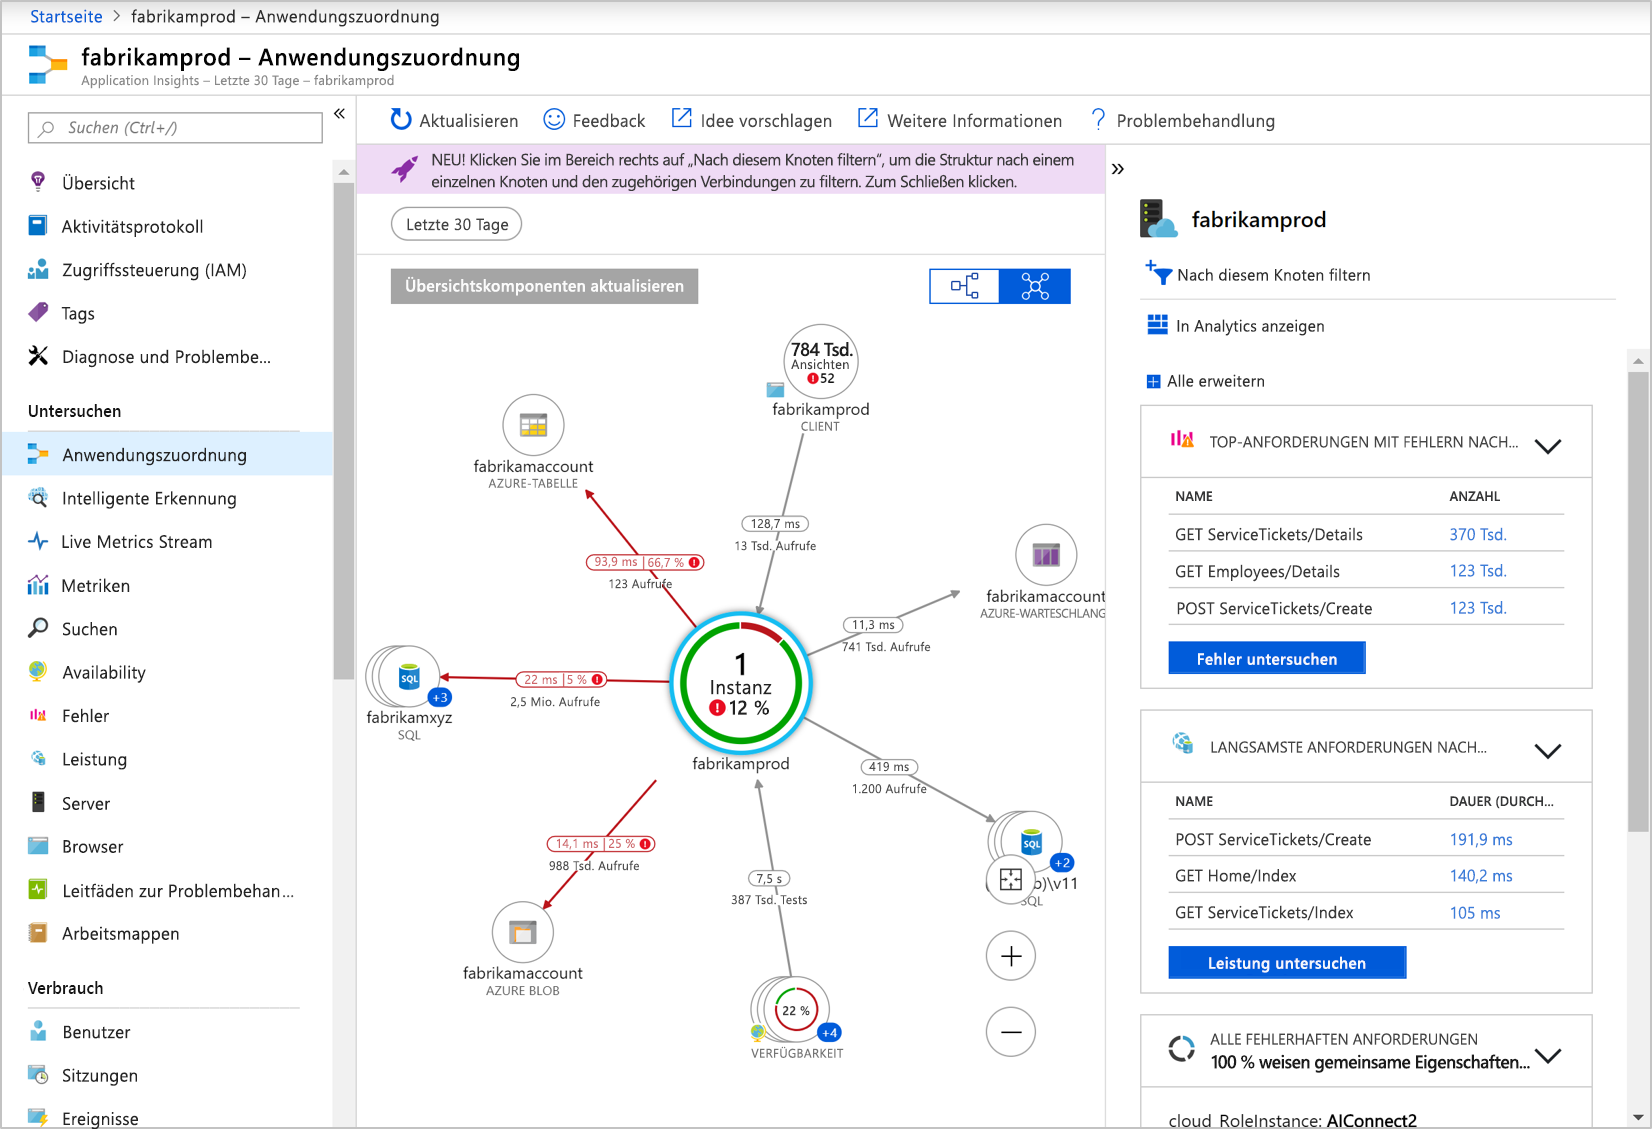 Startseite > fabrikamprod – Anwendungszuordnung
fabrikamprod – Anwendungszuordnung
Application Insights – Letzte 30 Tage – fabrikamprod
Suchen (Ctrl+/)
Übersicht
Aktivitätsprotokoll
Zugriffssteuerung (IAM)
Tags
Diagnose und Problembe...
Untersuchen
Anwendungszuordnung
Intelligente Erkennung
Live Metrics Stream
Metriken
Suchen
Availability
Fehler
Leistung
Server
Browser
Leitfäden zur Problembehan...
Arbeitsmappen
Verbrauch
Benutzer
Sitzungen
Ereignisse
Aktualisieren
Feedback
Idee vorschlagen
Weitere Informationen
Problembehandlung
NEU! Klicken Sie im Bereich rechts auf „Nach diesem Knoten filtern“, um die Struktur nach einem
einzelnen Knoten und den zugehörigen Verbindungen zu filtern. Zum Schließen klicken.
Letzte 30 Tage
Übersichtskomponenten aktualisieren
784 Tsd.
Ansichten
52
fabrikamprod
CLIENT
fabrikamaccount
AZURE-TABELLE
128,7 ms
13 Tsd. Aufrufe
93,9 ms | 66,7 %
123 Aufrufe
fabrikamaccount
AZURE-WARTESCHLANG
11,3 ms
741 Tsd. Aufrufe
1
Instanz
12 %
fabrikamprod
SQL
+3
fabrikamxyz
SQL
22 ms | 5 %
2,5 Mio. Aufrufe
419 ms
1.200 Aufrufe
14,1 ms | 25 %
988 Tsd. Aufrufe
SQL
+2
b)\v11
SQL
7,5 s
387 Tsd. Tests
fabrikamaccount
AZURE BLOB
22 %
+4
VERFÜGBARKEIT
fabrikamprod
Nach diesem Knoten filtern
In Analytics anzeigen
Alle erweitern
TOP-ANFORDERUNGEN MIT FEHLERN NACH...
NAME ANZAHL
GET ServiceTickets/Details 370 Tsd.
GET Employees/Details 123 Tsd.
POST ServiceTickets/Create 123 Tsd.
Fehler untersuchen
LANGSAMSTE ANFORDERUNGEN NACH...
NAME DAUER (DURCH...
POST ServiceTickets/Create 191,9 ms
GET Home/Index 140,2 ms
GET ServiceTickets/Index 105 ms
Leistung untersuchen
ALLE FEHLERHAFTEN ANFORDERUNGEN
100 % weisen gemeinsame Eigenschaften...
cloud_RoleInstance: AIConnect2